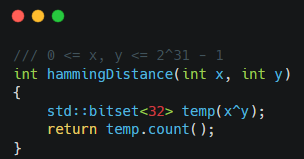 /// 0 <= x, y <= 2^31 - 1
int hammingDistance(int x, int y)
{
    std::bitset<32> temp(x^y);
    return temp.count();
}